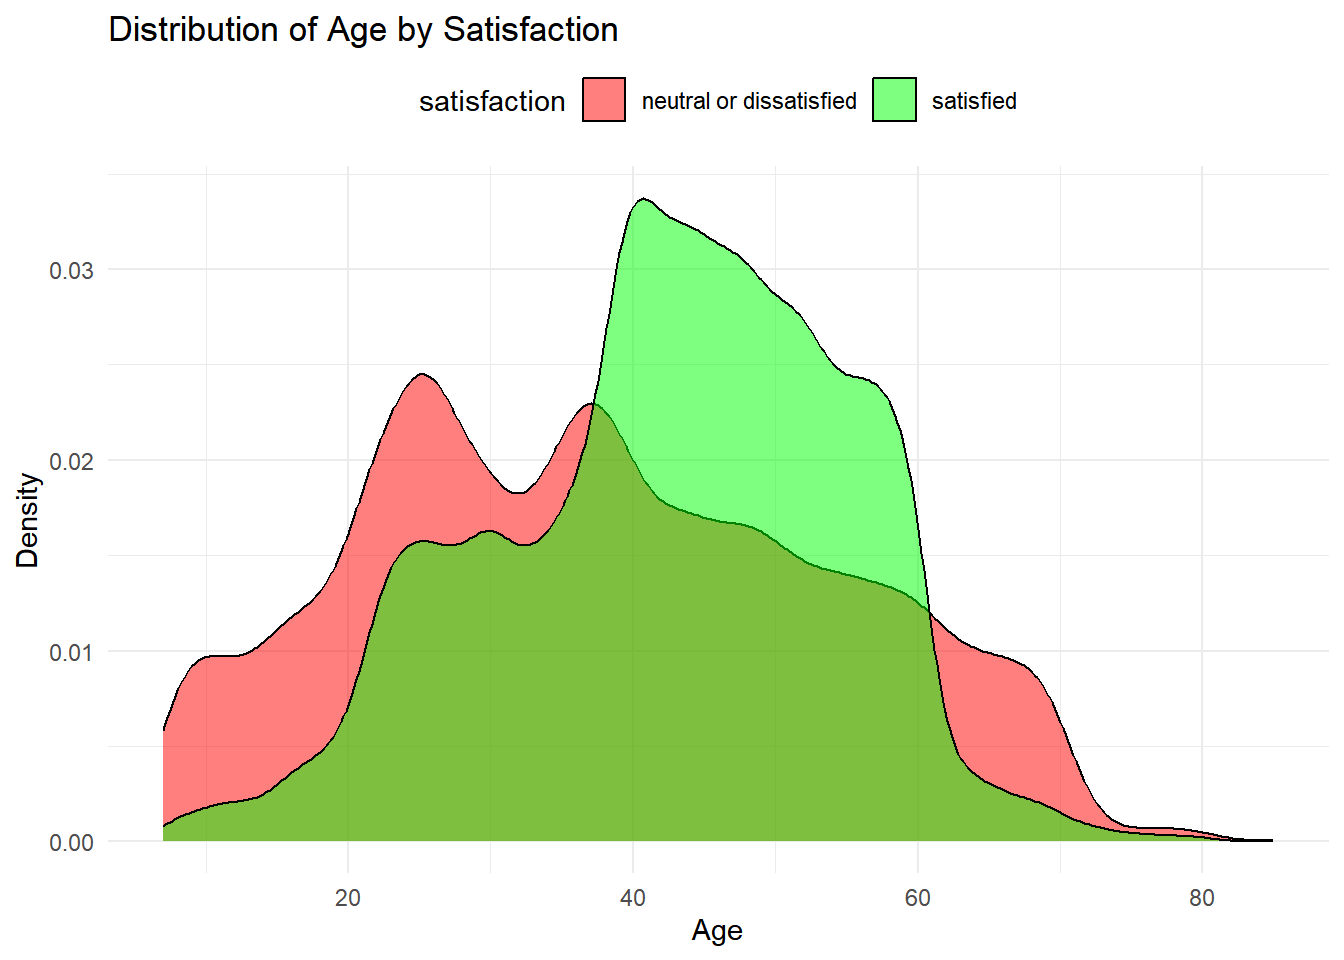 Distribution of Age by Satisfaction
satisfaction neutral or dissatisfied satisfied
0.03
0.02
0.01
0.00
Density
20 40 60 80
Age